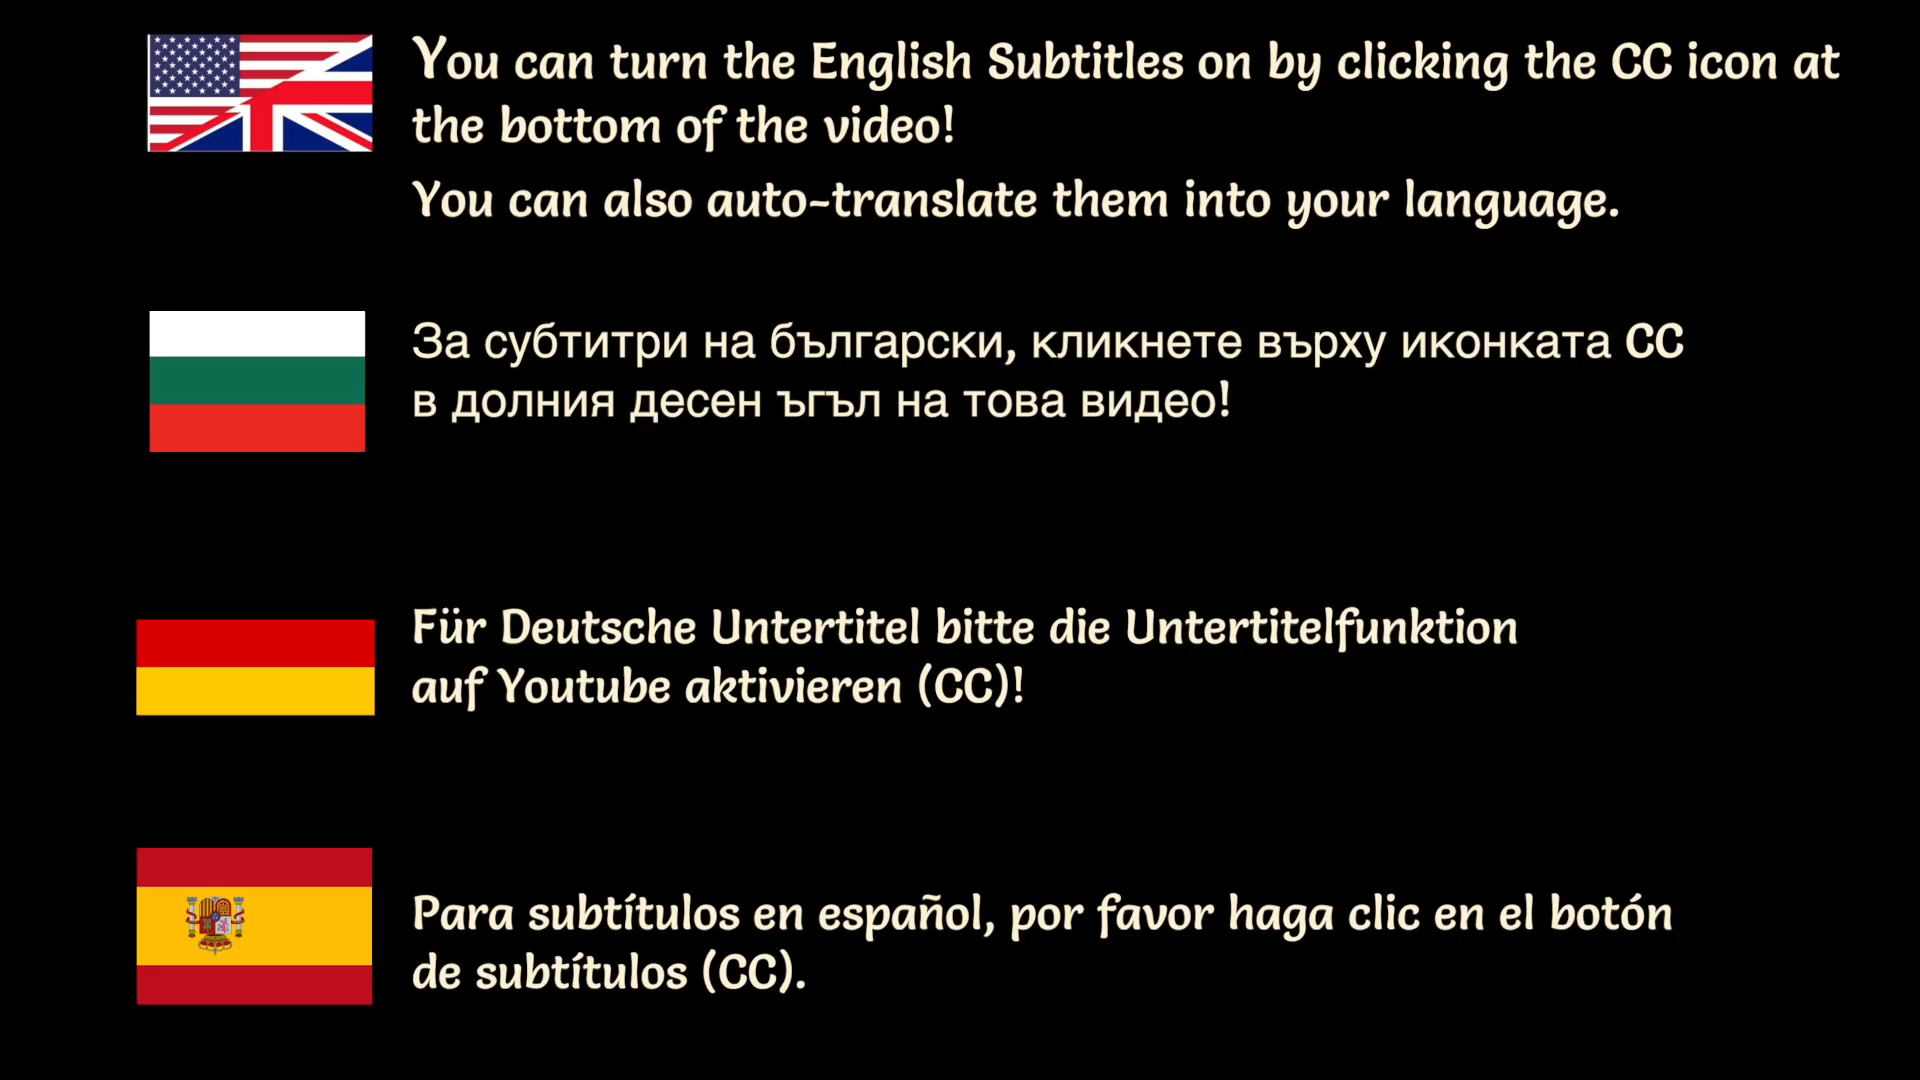 You can turn the English Subtitles on by clicking the CC icon at
the bottom of the video!
You can also auto-translate them into your language.
За субтитри на български, кликнете върху иконката CC
в долния десен ъгъл на това видео!
Für Deutsche Untertitel bitte die Untertitelfunktion
auf Youtube aktivieren (CC)!
Para subtítulos en español, por favor haga clic en el botón
de subtítulos (CC).